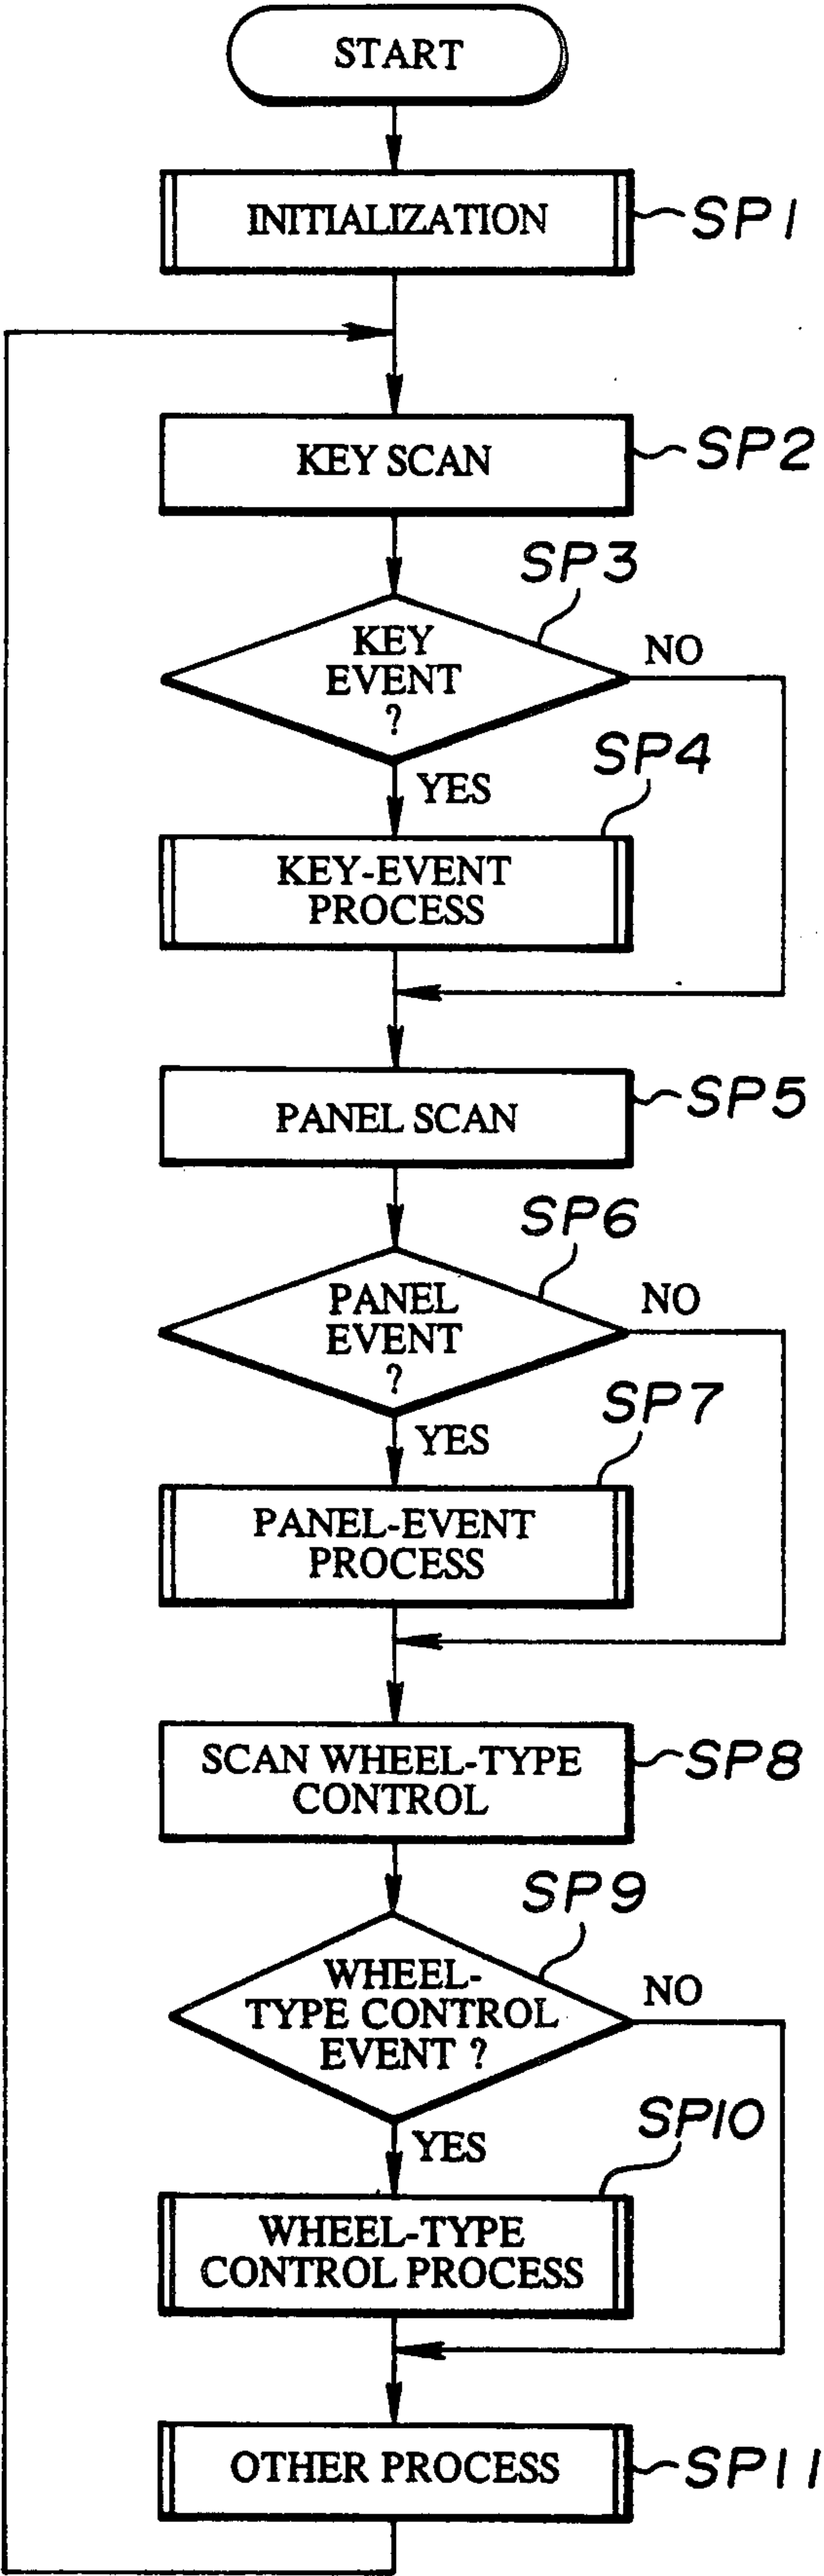 START
INITIALIZATION
SP1
KEY SCAN
SP2
SP3
KEY
EVENT
?
NO
YES
SP4
KEY-EVENT
PROCESS
PANEL SCAN
SP5
SP6
PANEL
EVENT
?
NO
YES
SP7
PANEL-EVENT
PROCESS
SCAN WHEEL-TYPE
CONTROL
SP8
SP9
WHEEL-
TYPE CONTROL
EVENT ?
NO
YES
SP10
WHEEL-TYPE
CONTROL PROCESS
OTHER PROCESS
SP11